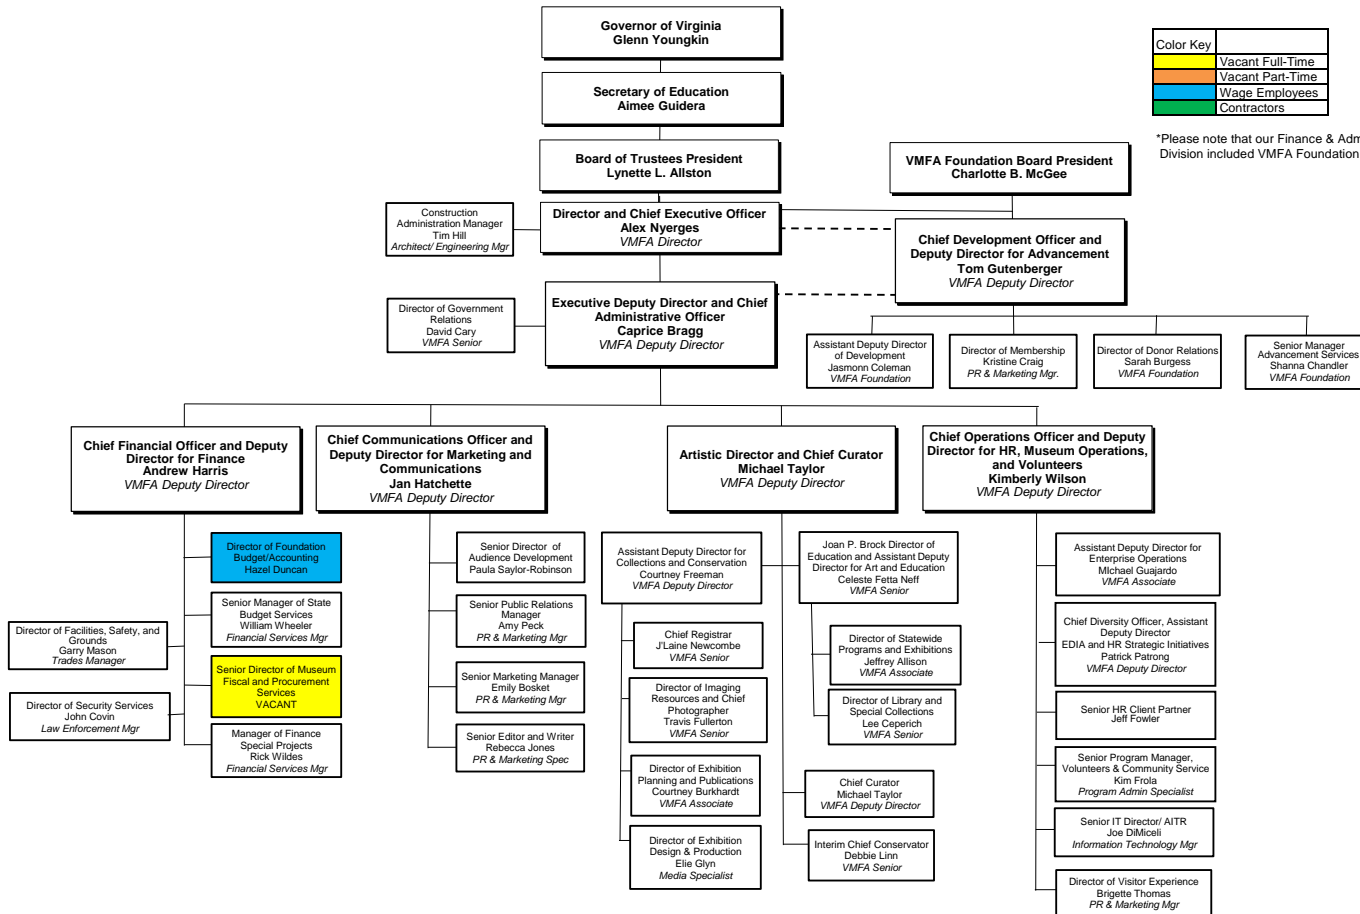 Governor of Virginia
Glenn Youngkin
Color Key
Vacant Full-Time
Vacant Part-Time
Wage Employees
Contractors
Secretary of Education
Aimee Guidera
*Please note that our Finance & Adm
Division included VMFA Foundation
Board of Trustees President
Lynette L. Allston
VMFA Foundation Board President
Charlotte B. McGee
Construction
Administration Manager
Tim Hill
Architect/ Engineering Mgr
Director and Chief Executive Officer
Alex Nyerges
VMFA Director
Chief Development Officer and
Deputy Director for Advancement
Tom Gutenberger
VMFA Deputy Director
Director of Government
Relations
David Cary
VMFA Senior
Executive Deputy Director and Chief
Administrative Officer
Caprice Bragg
VMFA Deputy Director
Assistant Deputy Director
of Development
Jasmonn Coleman
VMFA Foundation
Director of Membership
Kristine Craig
PR & Marketing Mgr.
Director of Donor Relations
Sarah Burgess
VMFA Foundation
Senior Manager
Advancement Services
Shanna Chandler
VMFA Foundation
Chief Financial Officer and Deputy
Director for Finance
Andrew Harris
VMFA Deputy Director
Chief Communications Officer and
Deputy Director for Marketing and
Communications
Jan Hatchette
VMFA Deputy Director
Artistic Director and Chief Curator
Michael Taylor
VMFA Deputy Director
Chief Operations Officer and Deputy
Director for HR, Museum Operations,
and Volunteers
Kimberly Wilson
VMFA Deputy Director
Director of Foundation
Budget/Accounting
Hazel Duncan
Senior Manager of State
Budget Services
William Wheeler
Financial Services Mgr
Director of Facilities, Safety, and
Grounds
Garry Mason
Trades Manager
Senior Director of Museum
Fiscal and Procurement
Services
VACANT
Director of Security Services
John Covin
Law Enforcement Mgr
Manager of Finance
Special Projects
Rick Wildes
Financial Services Mgr
Senior Director of
Audience Development
Paula Saylor-Robinson
Senior Public Relations
Manager
Amy Peck
PR & Marketing Mgr
Senior Marketing Manager
Emily Bosket
PR & Marketing Mgr
Senior Editor and Writer
Rebecca Jones
PR & Marketing Spec
Assistant Deputy Director for
Collections and Conservation
Courtney Freeman
VMFA Deputy Director
Chief Registrar
J'Laine Newcombe
VMFA Senior
Director of Imaging
Resources and Chief
Photographer
Travis Fullerton
VMFA Senior
Director of Exhibition
Planning and Publications
Courtney Burkhardt
VMFA Associate
Director of Exhibition
Design & Production
Elie Glyn
Media Specialist
Joan P. Brock Director of
Education and Assistant Deputy
Director for Art and Education
Celeste Fetta Neff
VMFA Senior
Director of Statewide
Programs and Exhibitions
Jeffrey Allison
VMFA Associate
Director of Library and
Special Collections
Lee Ceperich
VMFA Senior
Chief Curator
Michael Taylor
VMFA Deputy Director
Interim Chief Conservator
Debbie Linn
VMFA Senior
Assistant Deputy Director for
Enterprise Operations
MIchael Guajardo
VMFA Associate
Chief Diversity Officer, Assistant
Deputy Director
EDIA and HR Strategic Initiatives
Patrick Patrong
VMFA Deputy Director
Senior HR Client Partner
Jeff Fowler
Senior Program Manager,
Volunteers & Community Service
Kim Frola
Program Admin Specialist
Senior IT Director/ AITR
Joe DiMiceli
Information Technology Mgr
Director of Visitor Experience
Brigette Thomas
PR & Marketing Mgr